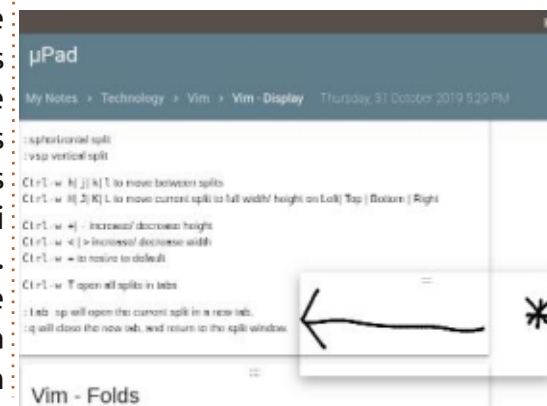 µPad
My Notes > Technology > Vim > Vim - Display Thursday, 31 October 2019 5:29 PM
:sp horizontal split
:vsp vertical split
Ctrl-w h| j| k| l to move between splits
Ctrl-w H| J| K| L to move current split to full width/ height on Left| Top | Bottom | Right
Ctrl-w +| - increase/ decrease height
Ctrl-w < | > increase/ decrease width
Ctrl-w = to resize to default
Ctrl-w T open all splits in tabs
:tab sp will open the current split in a new tab.
:q will close the new tab, and return to the split window.
Vim - Folds